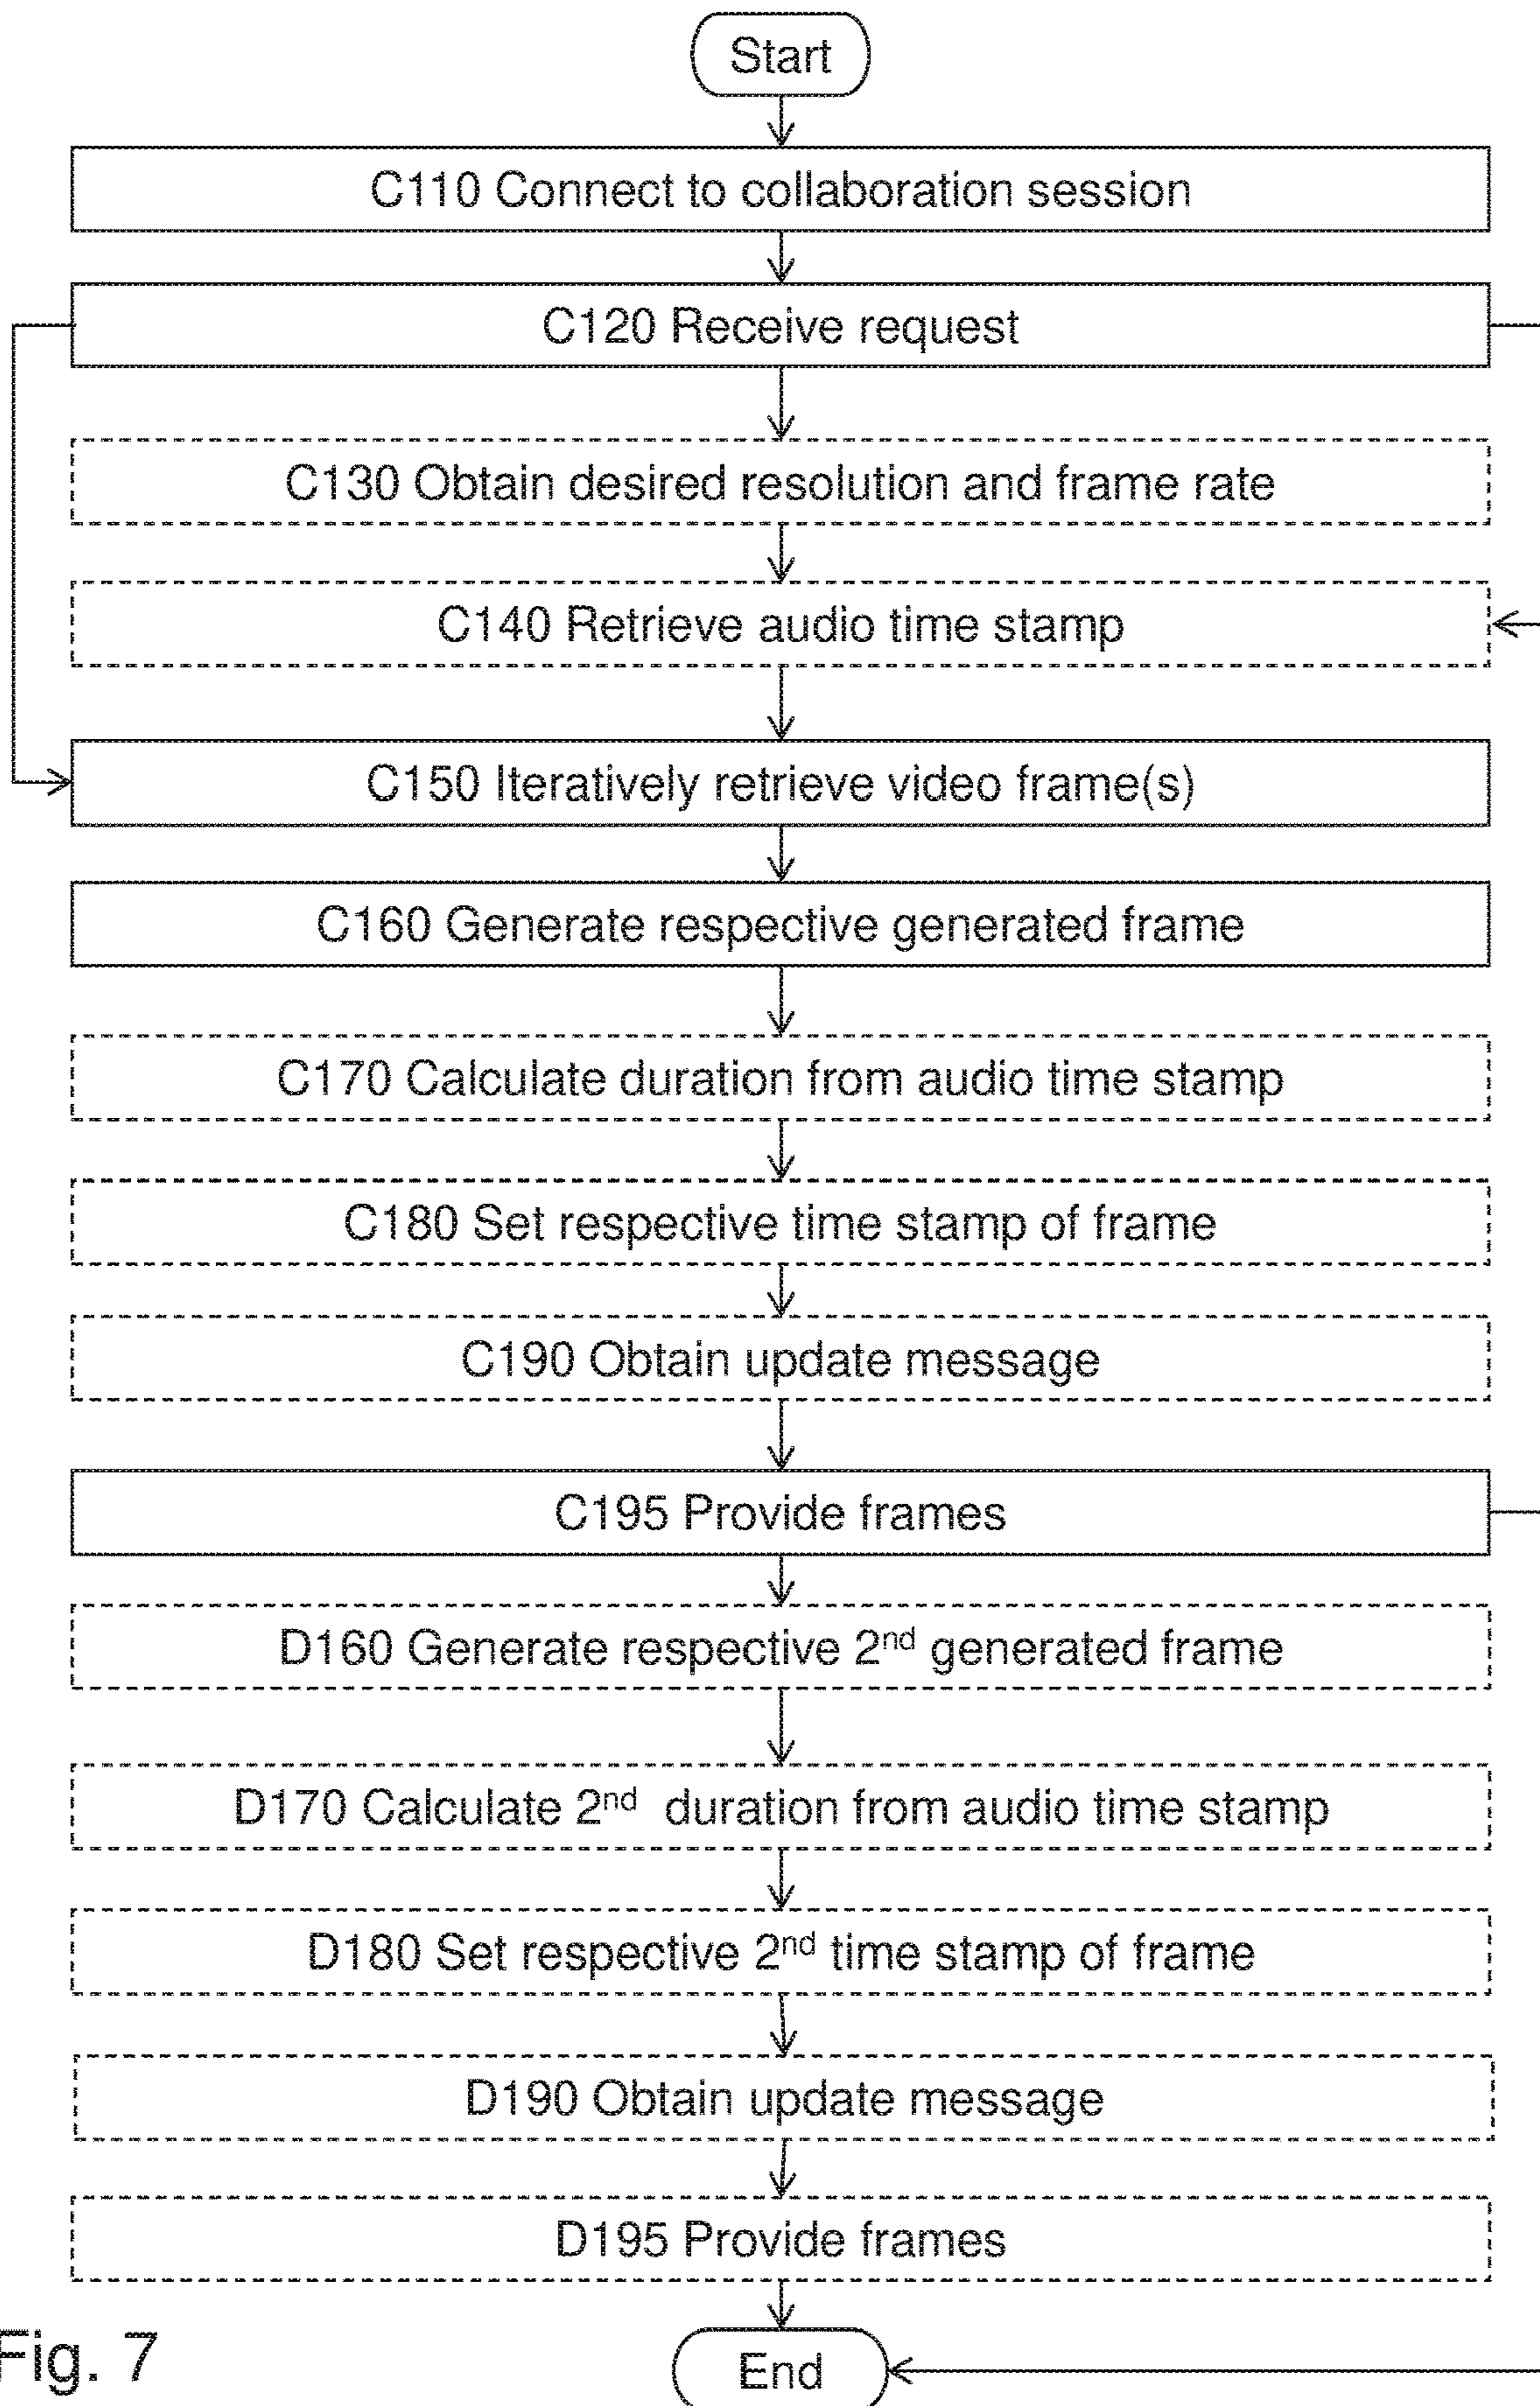 Start
C110 Connect to collaboration session
C120 Receive request
C130 Obtain desired resolution and frame rate
C140 Retrieve audio time stamp
C150 Iteratively retrieve video frame(s)
C160 Generate respective generated frame
C170 Calculate duration from audio time stamp
C180 Set respective time stamp of frame
C190 Obtain update message
C195 Provide frames
D160 Generate respective 2nd generated frame
D170 Calculate 2nd duration from audio time stamp
D180 Set respective 2nd time stamp of frame
D190 Obtain update message
D195 Provide frames
End
Fig. 7